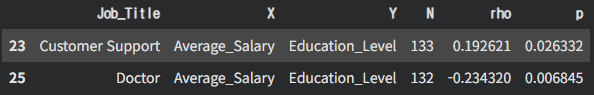 Job_Title X Y N rho p
23 Customer Support Average_Salary Education_Level 133 0.192621 0.026332
25 Doctor Average_Salary Education_Level 132 -0.234320 0.006845